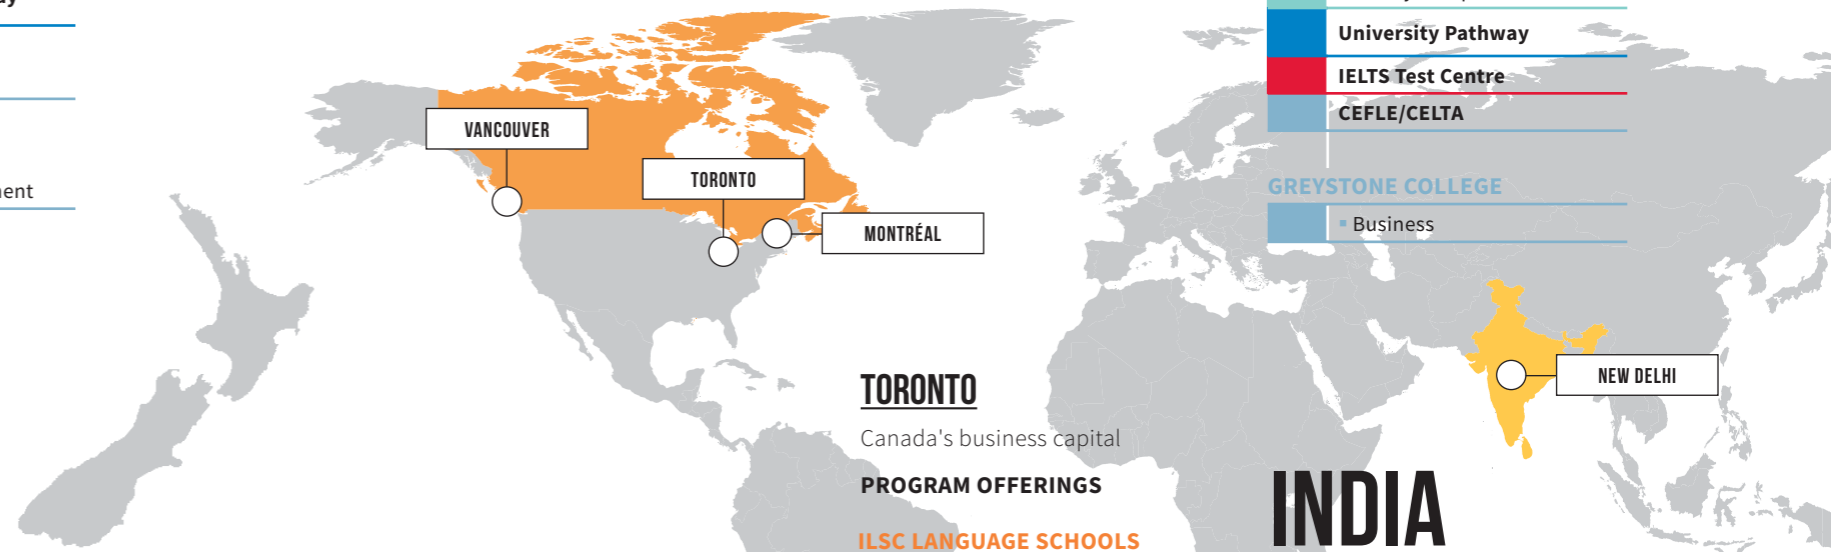 University Pathway
IELTS Test Centre
CEFLE/CELTA
GREYSTONE COLLEGE
Business
VANCOUVER
TORONTO
MONTRÉAL
NEW DELHI
TORONTO
Canada's business capital
PROGRAM OFFERINGS
ILSC LANGUAGE SCHOOLS
INDIA